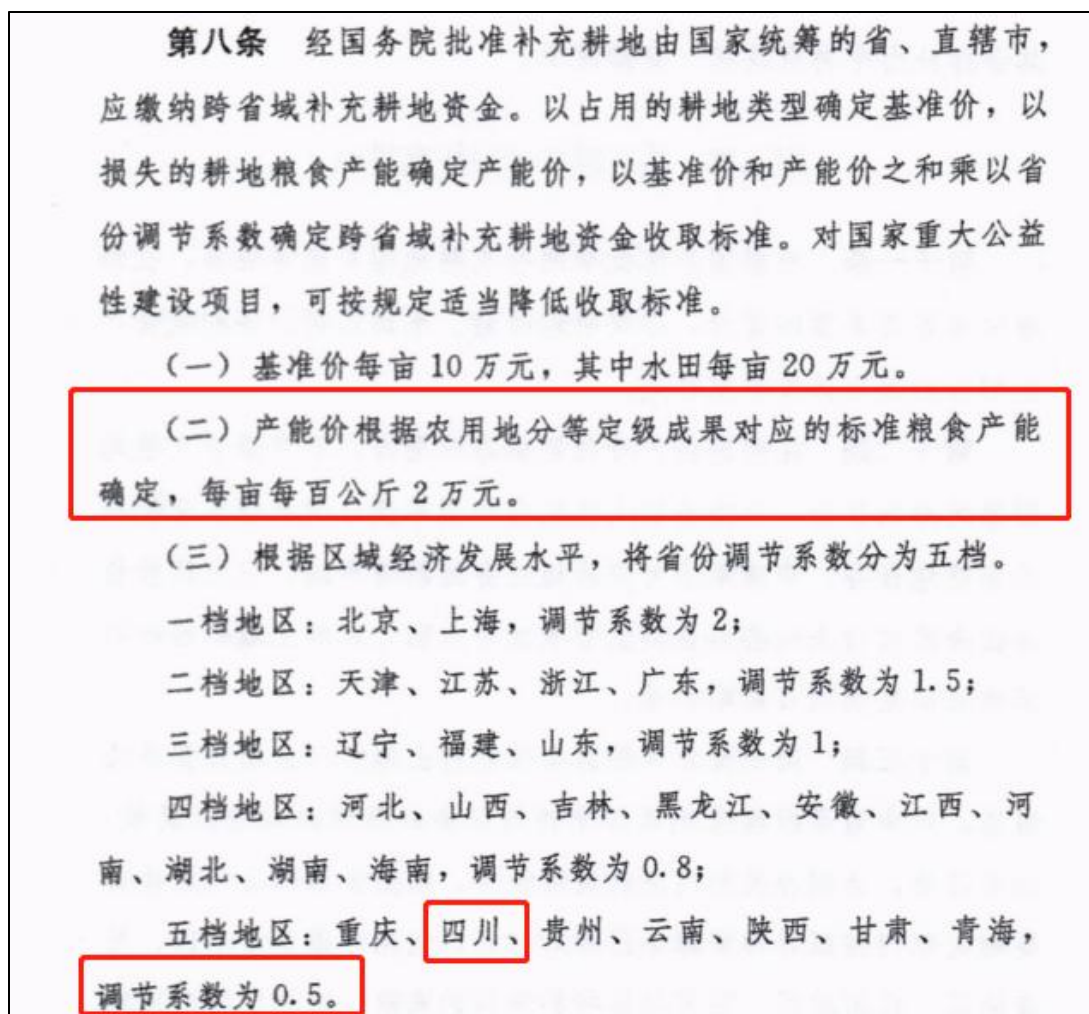 第八条 经国务院批准补充耕地由国家统筹的省、直辖市，
应缴纳跨省域补充耕地资金。以占用的耕地类型确定基准价，以
损失的耕地粮食产能确定产能价，以基准价和产能价之和乘以省
份调节系数确定跨省域补充耕地资金收取标准。对国家重大公益
性建设项目，可按规定适当降低收取标准。
（一）基准价每亩 10 万元，其中水田每亩 20 万元。
（二）产能价根据农用地分等定级成果对应的标准粮食产能
确定，每亩每百公斤 2 万元。
（三）根据区域经济发展水平，将省份调节系数分为五档。
一档地区：北京、上海，调节系数为 2；
二档地区：天津、江苏、浙江、广东，调节系数为 1.5；
三档地区：辽宁、福建、山东，调节系数为 1；
四档地区：河北、山西、吉林、黑龙江、安徽、江西、河
南、湖北、湖南、海南，调节系数为 0.8；
五档地区：重庆、四川、贵州、云南、陕西、甘肃、青海，
调节系数为 0.5。